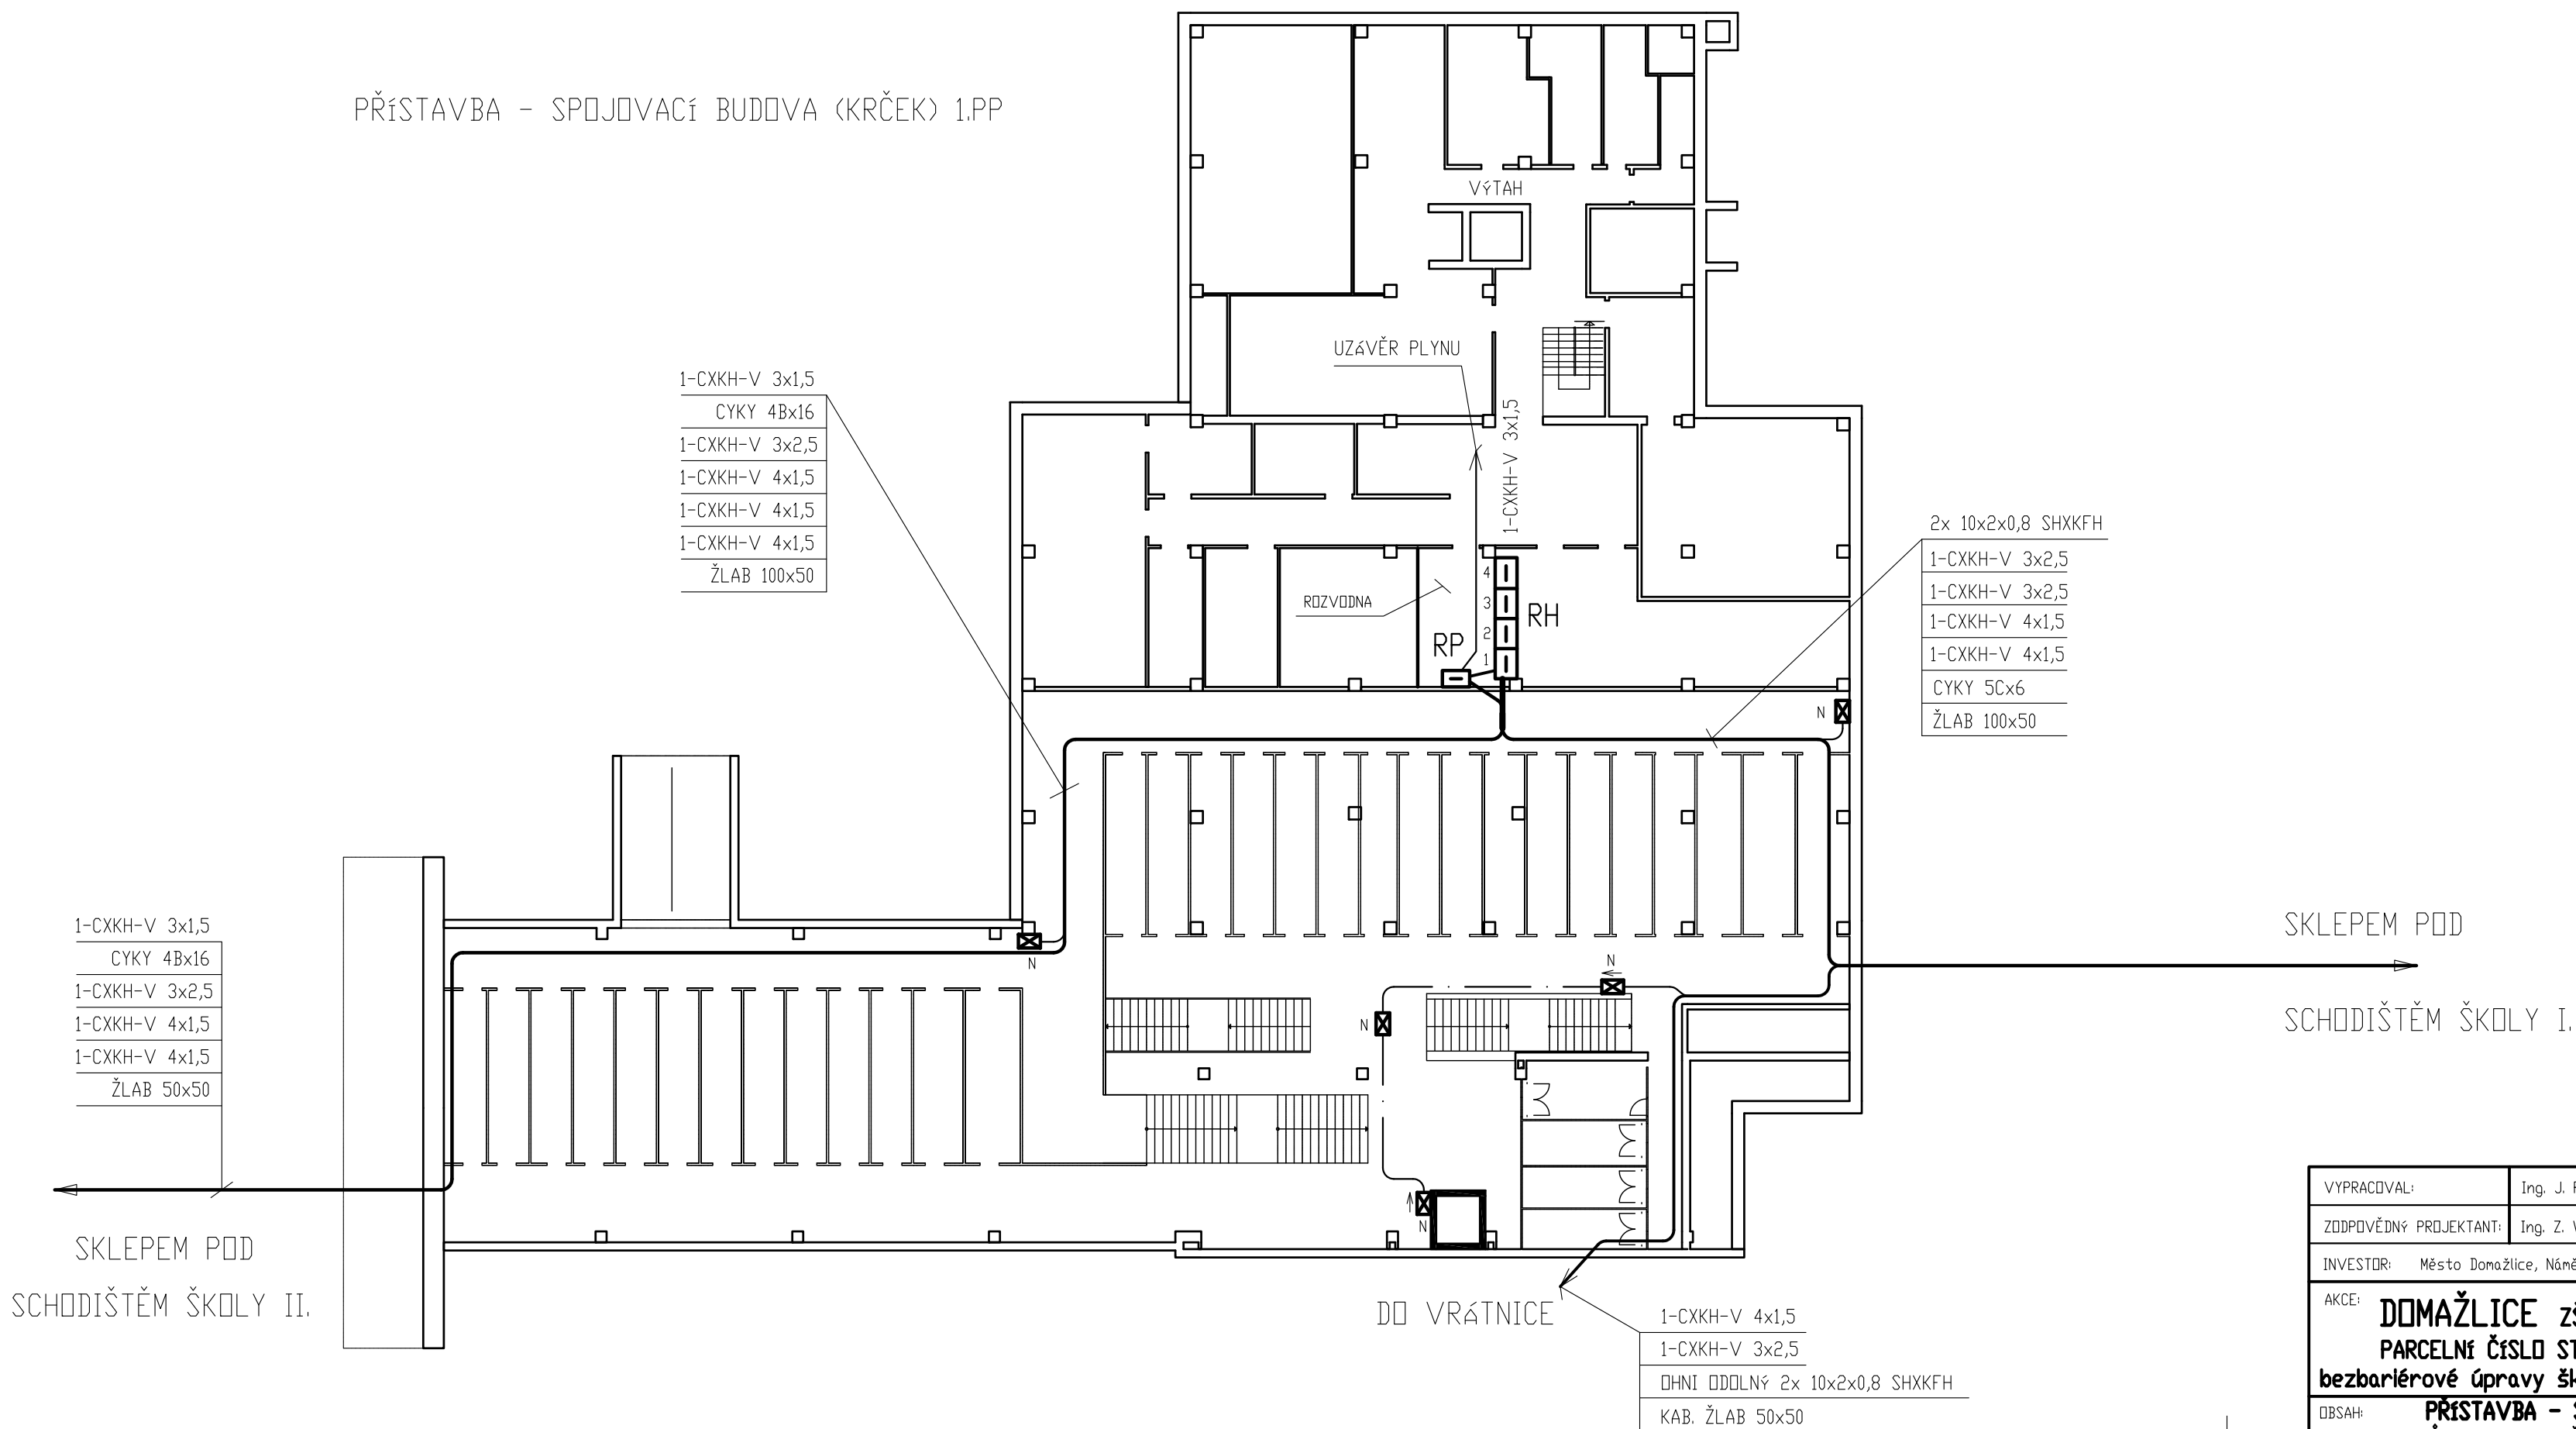 PŘÍSTAVBA - SPOJOVACÍ BUDOVA (KRČEK) 1.PP
VÝTAH
UZÁVĚR PLYNU
1-CXKH-V 3x1,5
1-CXKH-V 3x1,5
CYKY 4Bx16
1-CXKH-V 3x2,5
1-CXKH-V 4x1,5
1-CXKH-V 4x1,5
1-CXKH-V 4x1,5
ŽLAB 100x50
2x 10x2x0,8 SHXKFH
1-CXKH-V 3x2,5
1-CXKH-V 3x2,5
1-CXKH-V 4x1,5
1-CXKH-V 4x1,5
CYKY 5Cx6
ŽLAB 100x50
ROZVODNA
4
3
2
1
RH
RP
N
N
N
N
N
1-CXKH-V 3x1,5
CYKY 4Bx16
1-CXKH-V 3x2,5
1-CXKH-V 4x1,5
1-CXKH-V 4x1,5
ŽLAB 50x50
SKLEPEM POD
SCHODIŠTĚM ŠKOLY I.
SKLEPEM POD
SCHODIŠTĚM ŠKOLY II.
DO VRÁTNICE
1-CXKH-V 4x1,5
1-CXKH-V 3x2,5
OHNI ODOLNÝ 2x 10x2x0,8 SHXKFH
KAB. ŽLAB 50x50
VYPRACOVAL: Ing. J.
ZODPOVĚDNÝ PROJEKTANT: Ing. Z.
INVESTOR: Město Domažlice,
AKCE: DOMAŽLICE
PARCELNÍ ČÍSLO
bezbariérové úpravy
OBSAH: PŘÍSTAVBA -